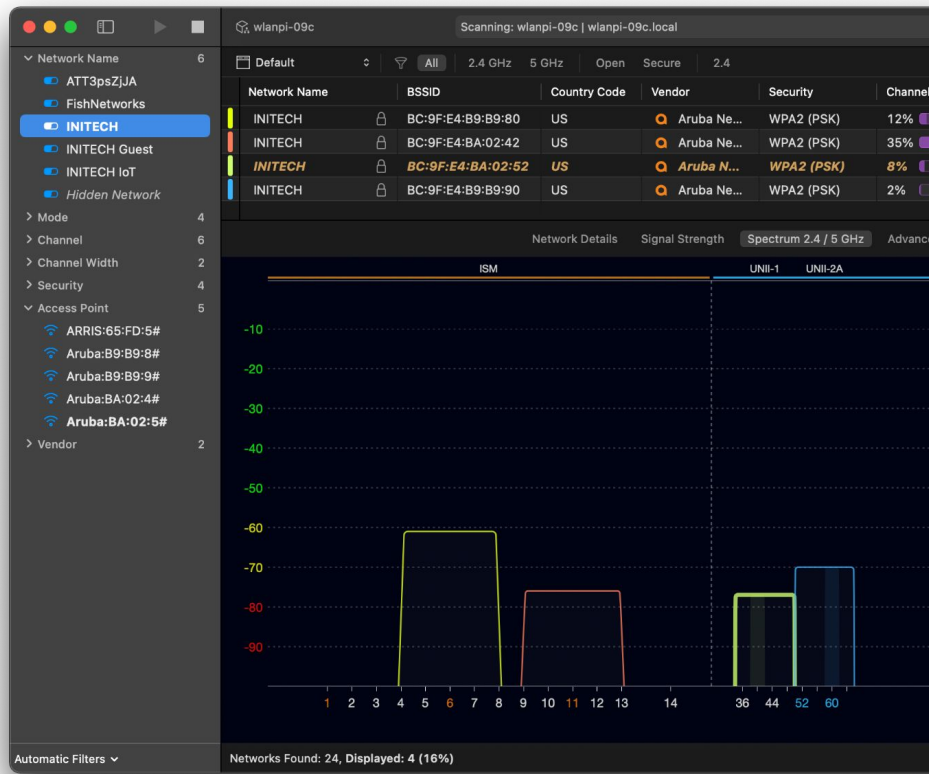 wlanpi-09c
Scanning: wlanpi-09c | wlanpi-09c.local
Network Name 6
ATT3psZjJA
FishNetworks
INITECH
INITECH Guest
INITECH IoT
Hidden Network
Mode 4
Channel 6
Channel Width 2
Security 4
Access Point 5
ARRIS:65:FD:5#
Aruba:B9:B9:8#
Aruba:B9:B9:9#
Aruba:BA:02:4#
Aruba:BA:02:5#
Vendor 2
Automatic Filters
Default All 2.4 GHz 5 GHz Open Secure 2.4
Network Name BSSID Country Code Vendor Security Channel
INITECH BC:9F:E4:B9:B9:80 US Aruba Ne... WPA2 (PSK) 12%
INITECH BC:9F:E4:BA:02:42 US Aruba Ne... WPA2 (PSK) 35%
INITECH BC:9F:E4:BA:02:52 US Aruba N... WPA2 (PSK) 8%
INITECH BC:9F:E4:B9:B9:90 US Aruba Ne... WPA2 (PSK) 2%
Network Details Signal Strength Spectrum 2.4 / 5 GHz Advanc
ISM UNII-1 UNII-2A
-10
-20
-30
-40
-50
-60
-70
-80
-90
1 2 3 4 5 6 7 8 9 10 11 12 13 14 36 44 52 60
Networks Found: 24, Displayed: 4 (16%)